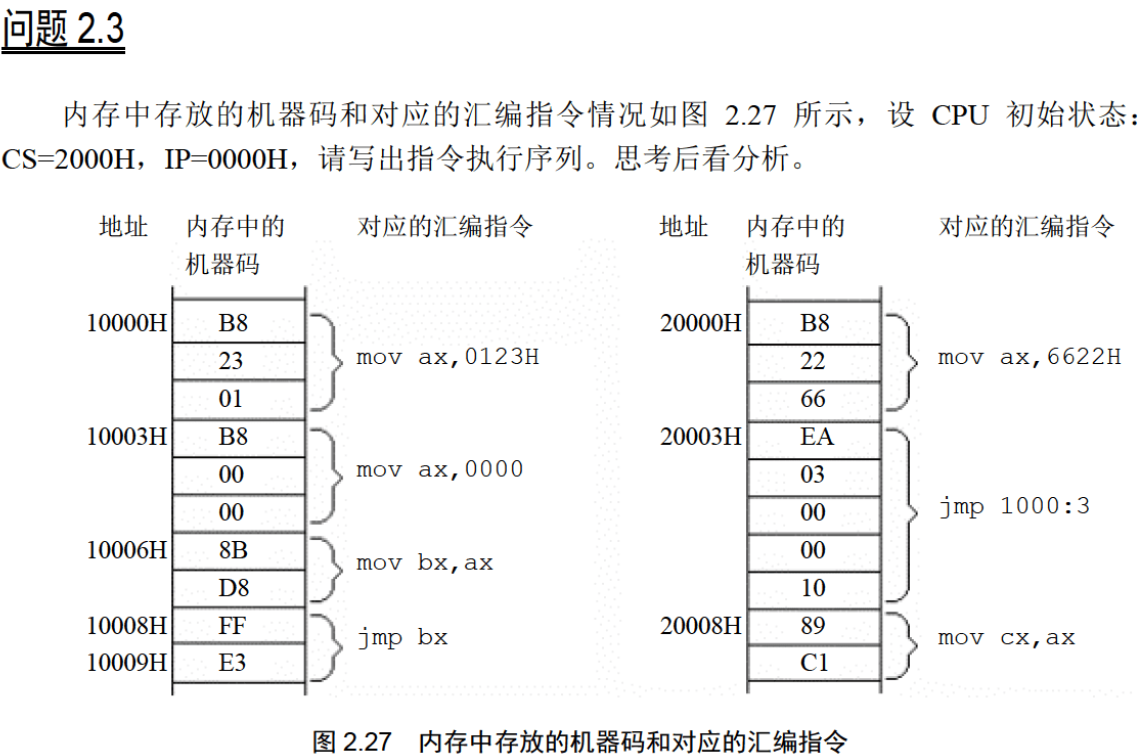 问题 2.3
内存中存放的机器码和对应的汇编指令情况如图 2.27 所示，设 CPU 初始状态：
CS=2000H，IP=0000H，请写出指令执行序列。思考后看分析。
地址 内存中的 对应的汇编指令 地址 内存中的 对应的汇编指令
机器码 机器码
10000H B8 20000H B8
23 mov ax,0123H 22 mov ax,6622H
01 66
10003H B8 20003H EA
00 mov ax,0000 03
00 00 jmp 1000:3
10006H 8B mov bx,ax 00
D8 10
10008H FF jmp bx 20008H 89 mov cx,ax
10009H E3 C1
图 2.27 内存中存放的机器码和对应的汇编指令